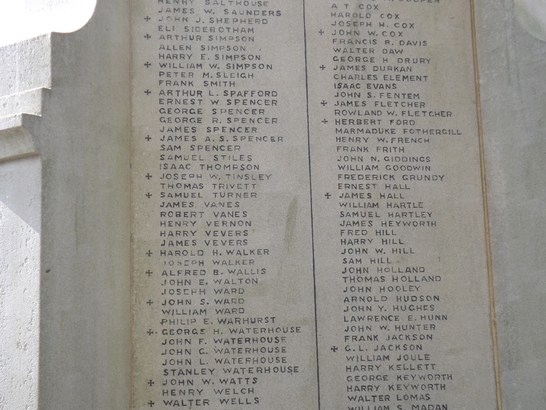 HENRY SALTHOUSE
JAMES W. SAUNDERS
+ JOHN J. SHEPHERD
ELI SIDEBOTHAM
+ ARTHUR SIMPSON
ALLEN SIMPSON
HARRY E. SIMPSON
+ WILLIAM W. SIMPSON
PETER M. SLEIGH
FRANK SMITH
+ ARTHUR L. SPAFFORD
ERNEST W. SPENCER
GEORGE SPENCER
GEORGE R. SPENCER
JAMES SPENCER
+ JAMES A. S. SPENCER
SAM SPENCER
SAMUEL STILES
ISAAC THOMPSON
+ JOSEPH W. TINSLEY
THOMAS TRIVETT
+ SAMUEL TURNER
JAMES VANES
ROBERT VANES
HENRY VERNON
HARRY VEVERS
JAMES VEVERS
+ HAROLD H. WALKER
JOSEPH WALKER
+ ALFRED B. WALLIS
JOHN E. WALTON
JOSEPH WARD
+ JOHN S. WARD
WILLIAM WARD
PHILIP E. WARHURST
+ GEORGE H. WATERHOUSE
JOHN F. WATERHOUSE
JOHN G. WATERHOUSE
JOHN L. WATERHOUSE
STANLEY WATERHOUSE
+ JOHN W. WATTS
HENRY WELCH
+ WALTER WELLS
COOPER
A T COX
HAROLD COX
JOSEPH H. COX
+ JOHN W. COX
FRANCIS R. DAVIS
WALTER DAW
GEORGE H DRURY
+ JAMES DURKAN
CHARLES ELEMENT
ISAAC EVANS
JOHN S. FENTEM
+ JAMES FLETCHER
ROWLAND W. FLETCHER
+ HERBERT FORD
MARMADUKE FOTHERGILL
HENRY W. FRENCH
FRANK FRITH
JOHN N. GIDDINGS
WILLIAM GOODWIN
FREDERICK GRUNDY
ERNEST HALL
+ JAMES HALL
WILLIAM HARTLE
SAMUEL HARTLEY
JAMES HEYWORTH
FRED HILL
HARRY HILL
JOHN W. HILL
SAM HILL
JOHN HOLLAND
THOMAS HOLLAND
JOHN HOOLEY
ARNOLD HUDSON
JOHN Y. HUGHES
LAWRENCE E. HUNN
JOHN W. HUNTER
FRANK JACKSON
+ G. L. JACKSON
WILLIAM JOULE
HARRY KELLETT
GEORGE KEYWORTH
HARRY KEYWORTH
WALTER LOMAS
WILLIAM S. MADAN